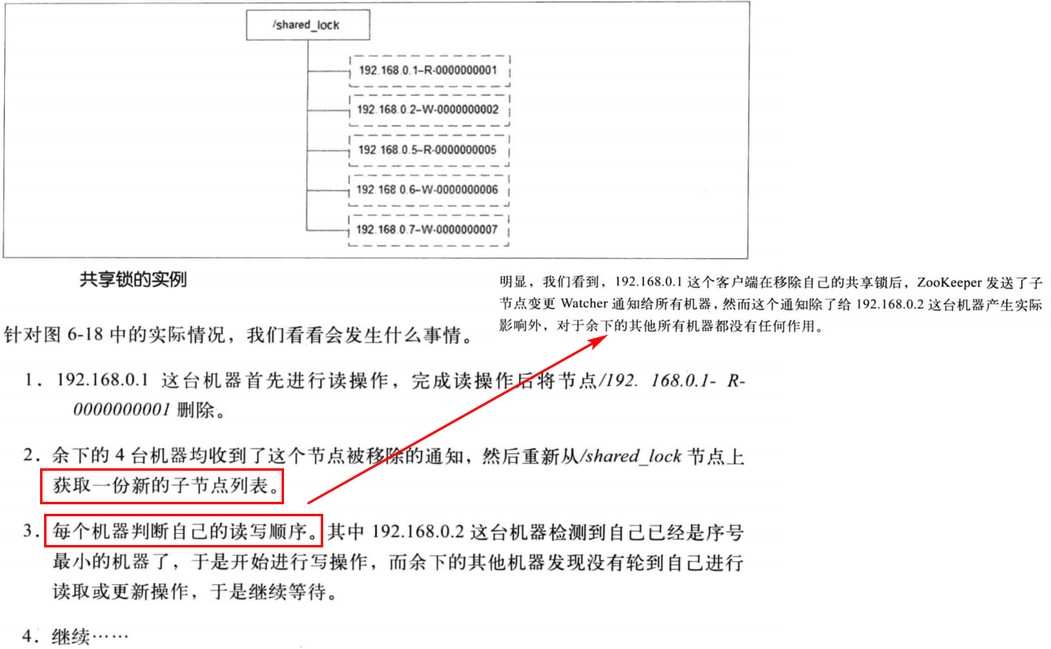 /shared_lock
192.168.0.1-R-0000000001
192.168.0.2-W-0000000002
192.168.0.5-R-0000000005
192.168.0.6-W-0000000006
192.168.0.7-W-0000000007
共享锁的实例
明显，我们看到，192.168.0.1 这个客户端在移除自己的共享锁后，ZooKeeper 发送了子
节点变更 Watcher 通知给所有机器，然而这个通知除了给 192.168.0.2 这台机器产生实际
影响外，对于余下的其他所有机器都没有任何作用。
针对图 6-18 中的实际情况，我们看看会发生什么事情。
1．192.168.0.1 这台机器首先进行读操作，完成读操作后将节点/192. 168.0.1- R-
0000000001 删除。
2．余下的 4 台机器均收到了这个节点被移除的通知，然后重新从/shared_lock 节点上
获取一份新的子节点列表。
3．每个机器判断自己的读写顺序。其中 192.168.0.2 这台机器检测到自己已经是序号
最小的机器了，于是开始进行写操作，而余下的其他机器发现没有轮到自己进行
读取或更新操作，于是继续等待。
4．继续……